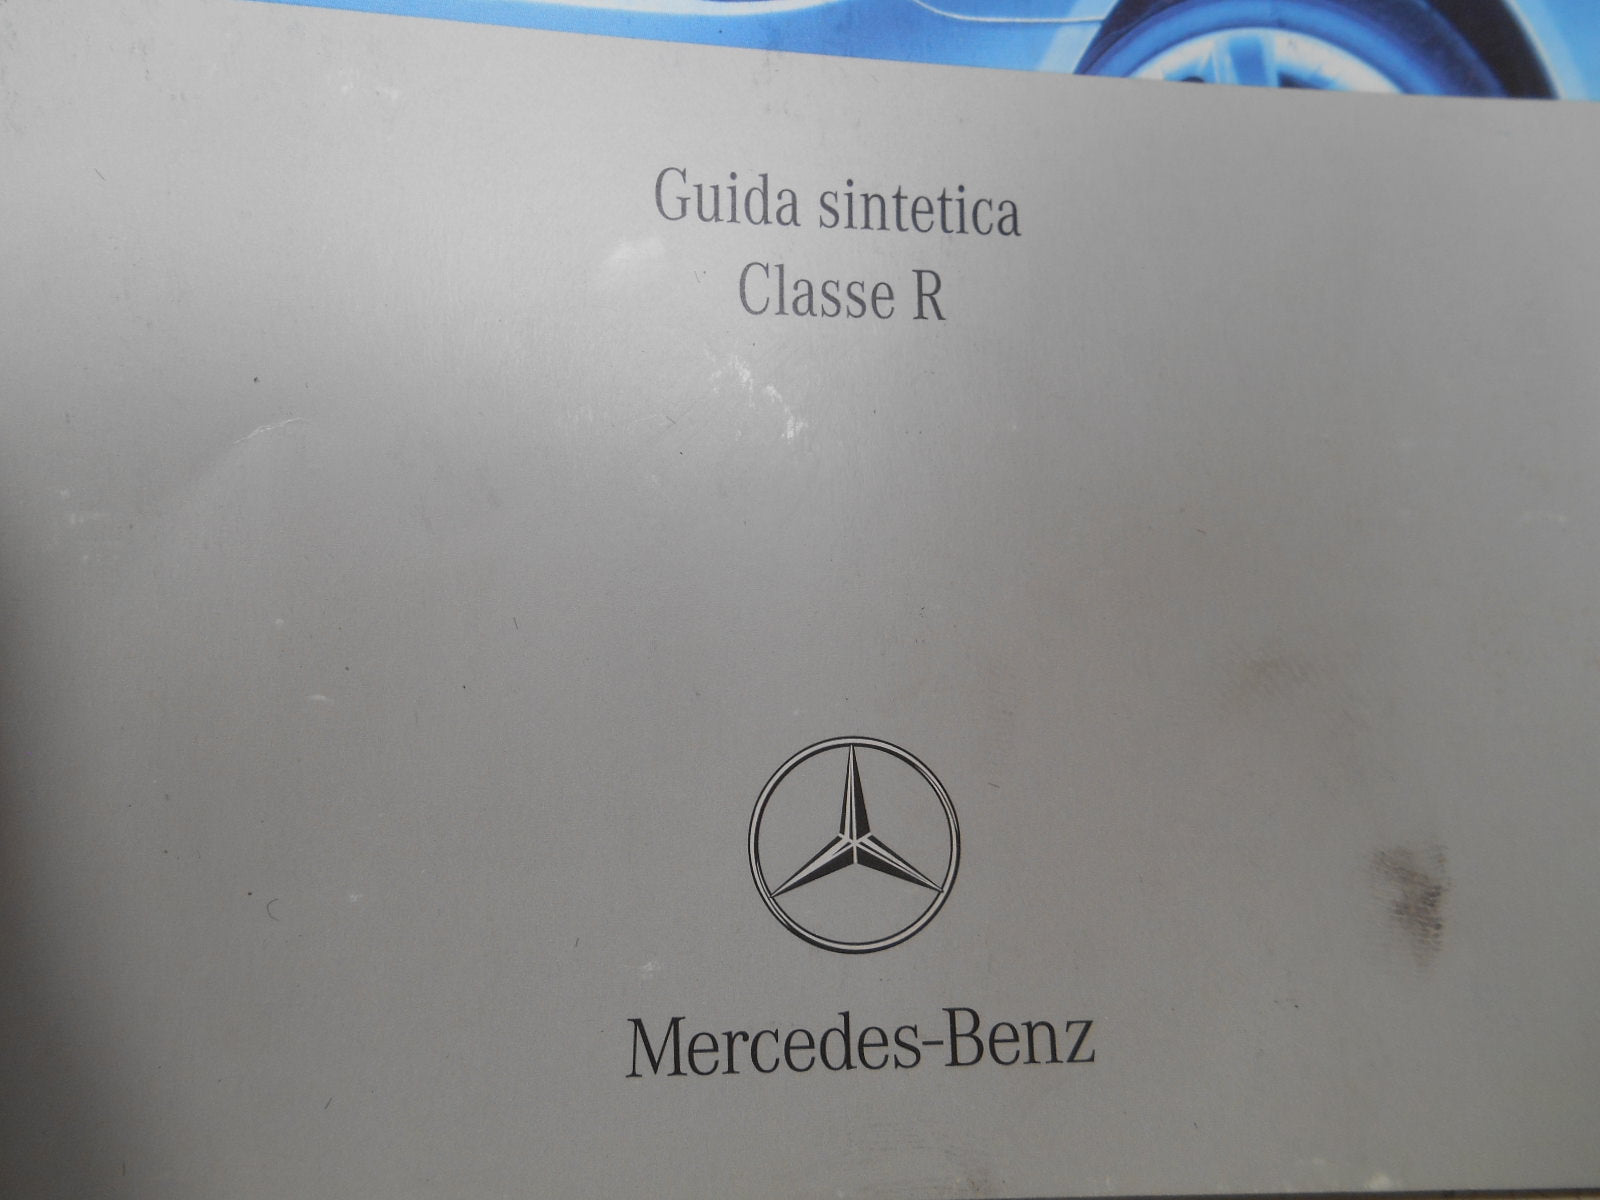 Guida sintetica
Classe R
Mercedes-Benz